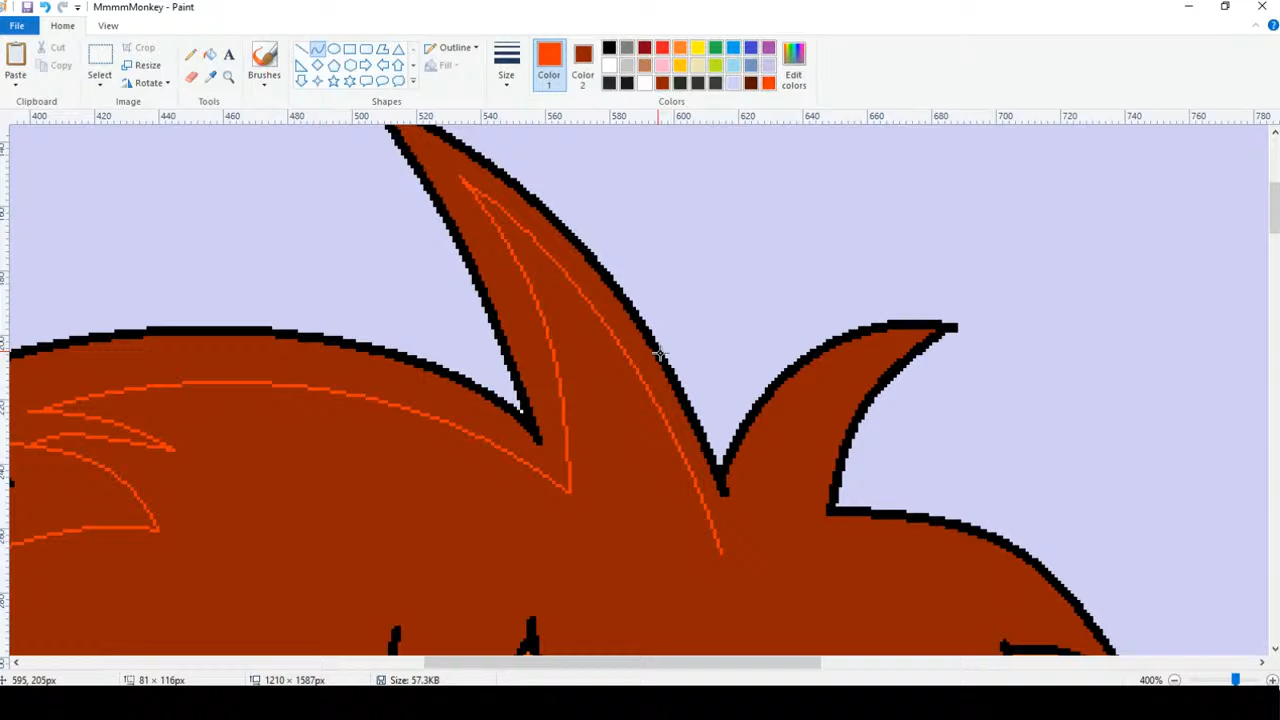 MmmmMonkey - Paint
File Home View
Paste Cut Copy
Select Crop Resize Rotate
Brushes
Outline Fill
Size
Color 1
Color 2
Edit colors
Clipboard Image Tools Shapes Colors
400 420 440 460 480 500 520 540 560 580 600 620 640 660 680 700 720 740 760 780
595, 205px 81 × 116px 1210 × 1587px Size: 57.3KB 400%